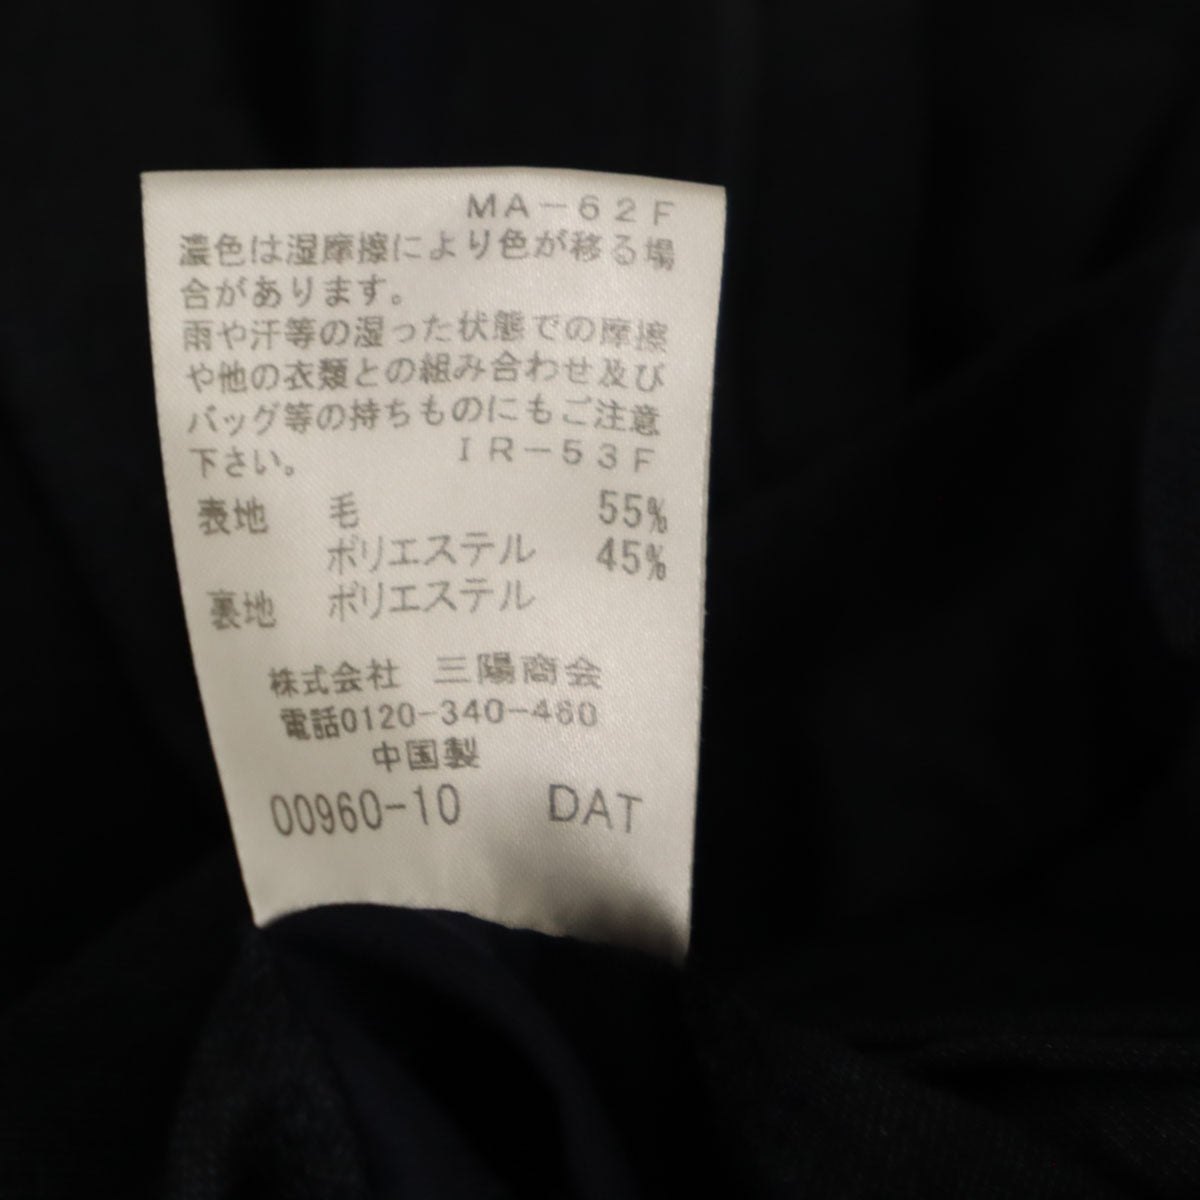 MA-62F
濃色は湿摩擦により色が移る場
合があります。
雨や汗等の湿った状態での摩擦
や他の衣類との組み合わせ及び
バッグ等の持ちものにもご注意
下さい。 IR-53F
表地 毛 55%
ポリエステル 45%
裏地 ポリエステル
株式会社 三陽商会
電話0120-340-460
中国製
00960-10 DAT